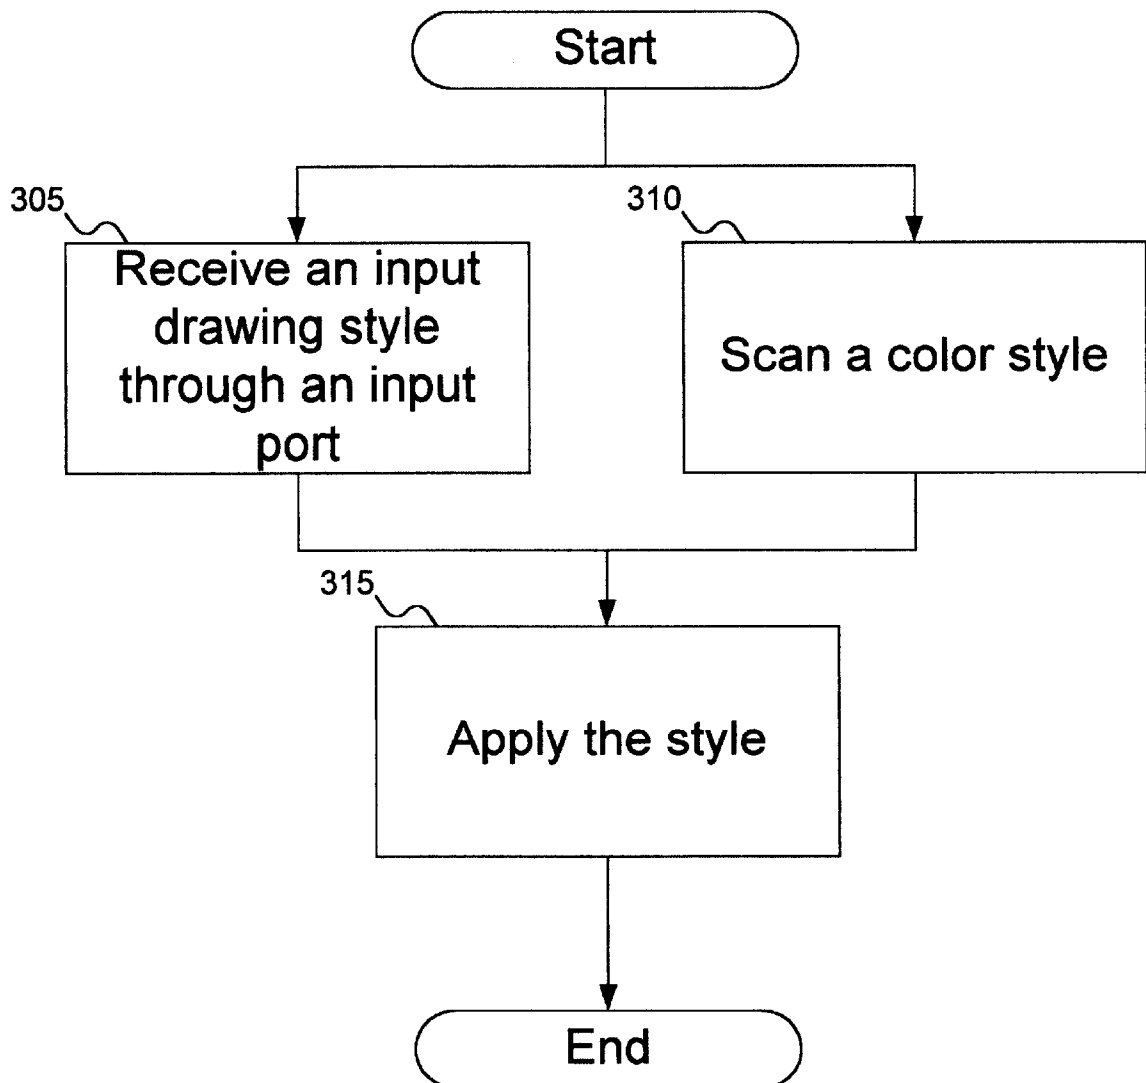 Start
305
310
Receive an input
drawing style
through an input
port
Scan a color style
315
Apply the style
End